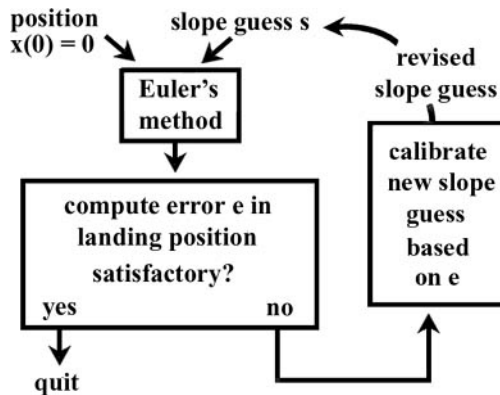 position
x(0) = 0
slope guess s
revised
slope guess
Euler's
method
calibrate
new slope
guess
based
on e
compute error e in
landing position
satisfactory?
yes
no
quit